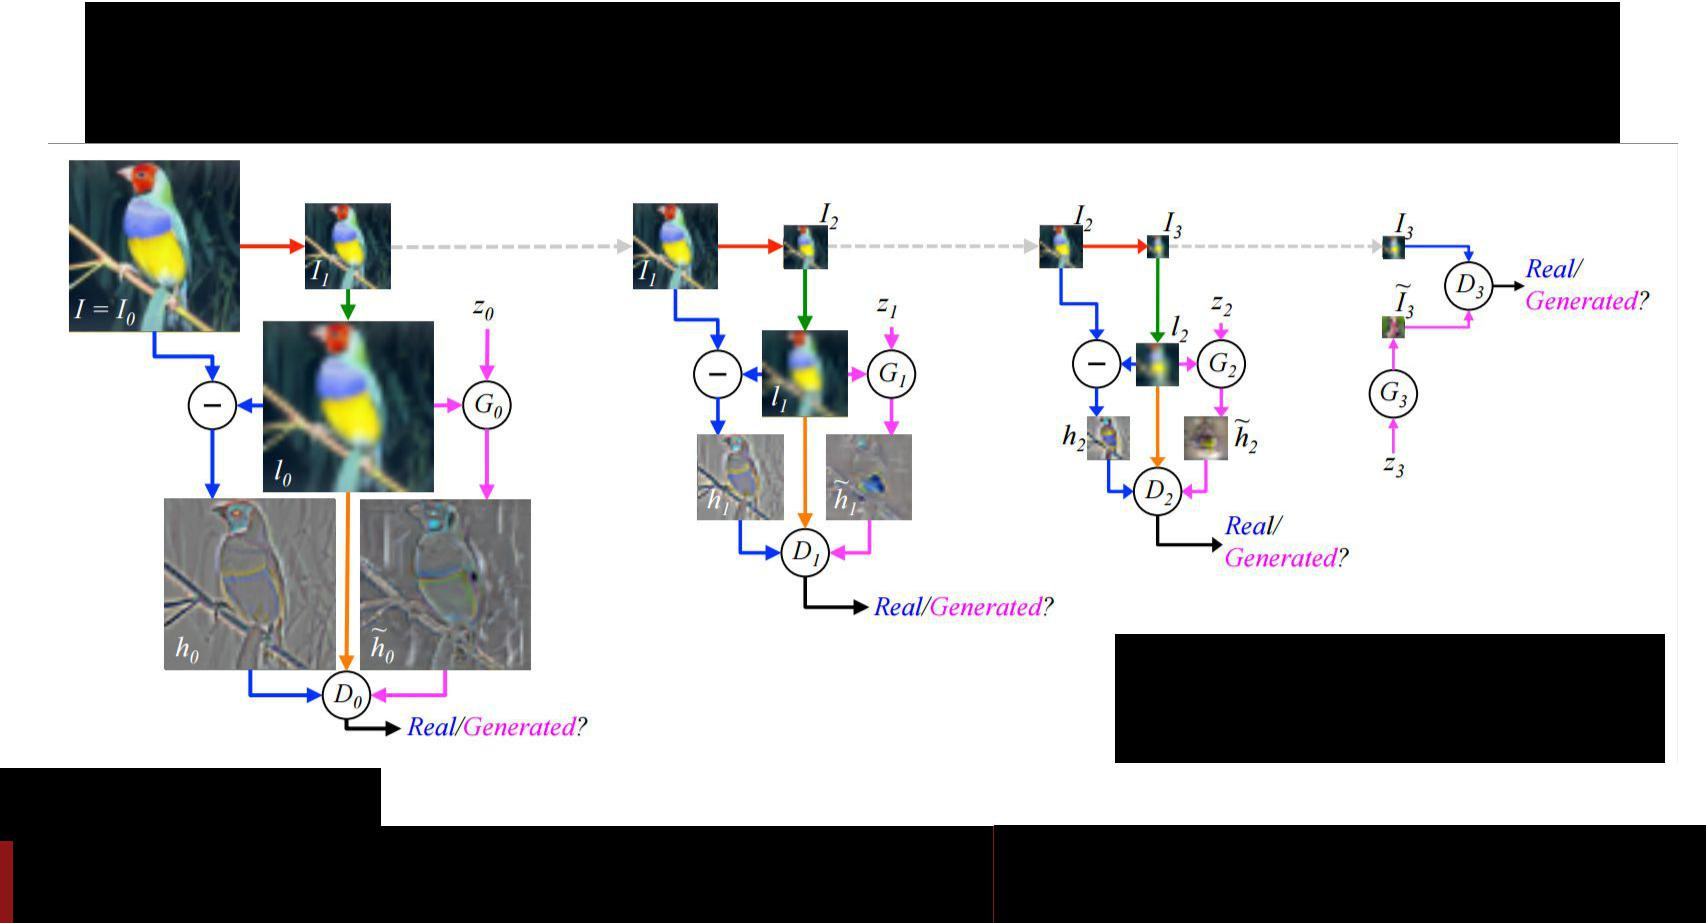 I = I₀
I₁
z₀
−
l₀
G₀
h₀
h̃₀
D₀
Real/Generated?
I₁
I₂
z₁
−
l₁
G₁
h₁
h̃₁
D₁
Real/Generated?
I₂
I₃
z₂
−
l₂
G₂
h₂
h̃₂
D₂
Real/
Generated?
I₃
D₃
Ĩ₃
Real/
Generated?
G₃
z₃